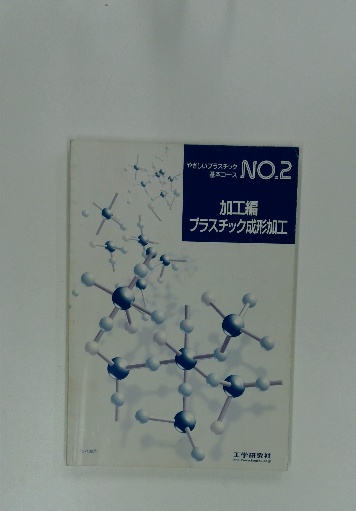 やさしいプラスチック
基本コース
NO.2
加工編
プラスチック成形加工
工学研究社